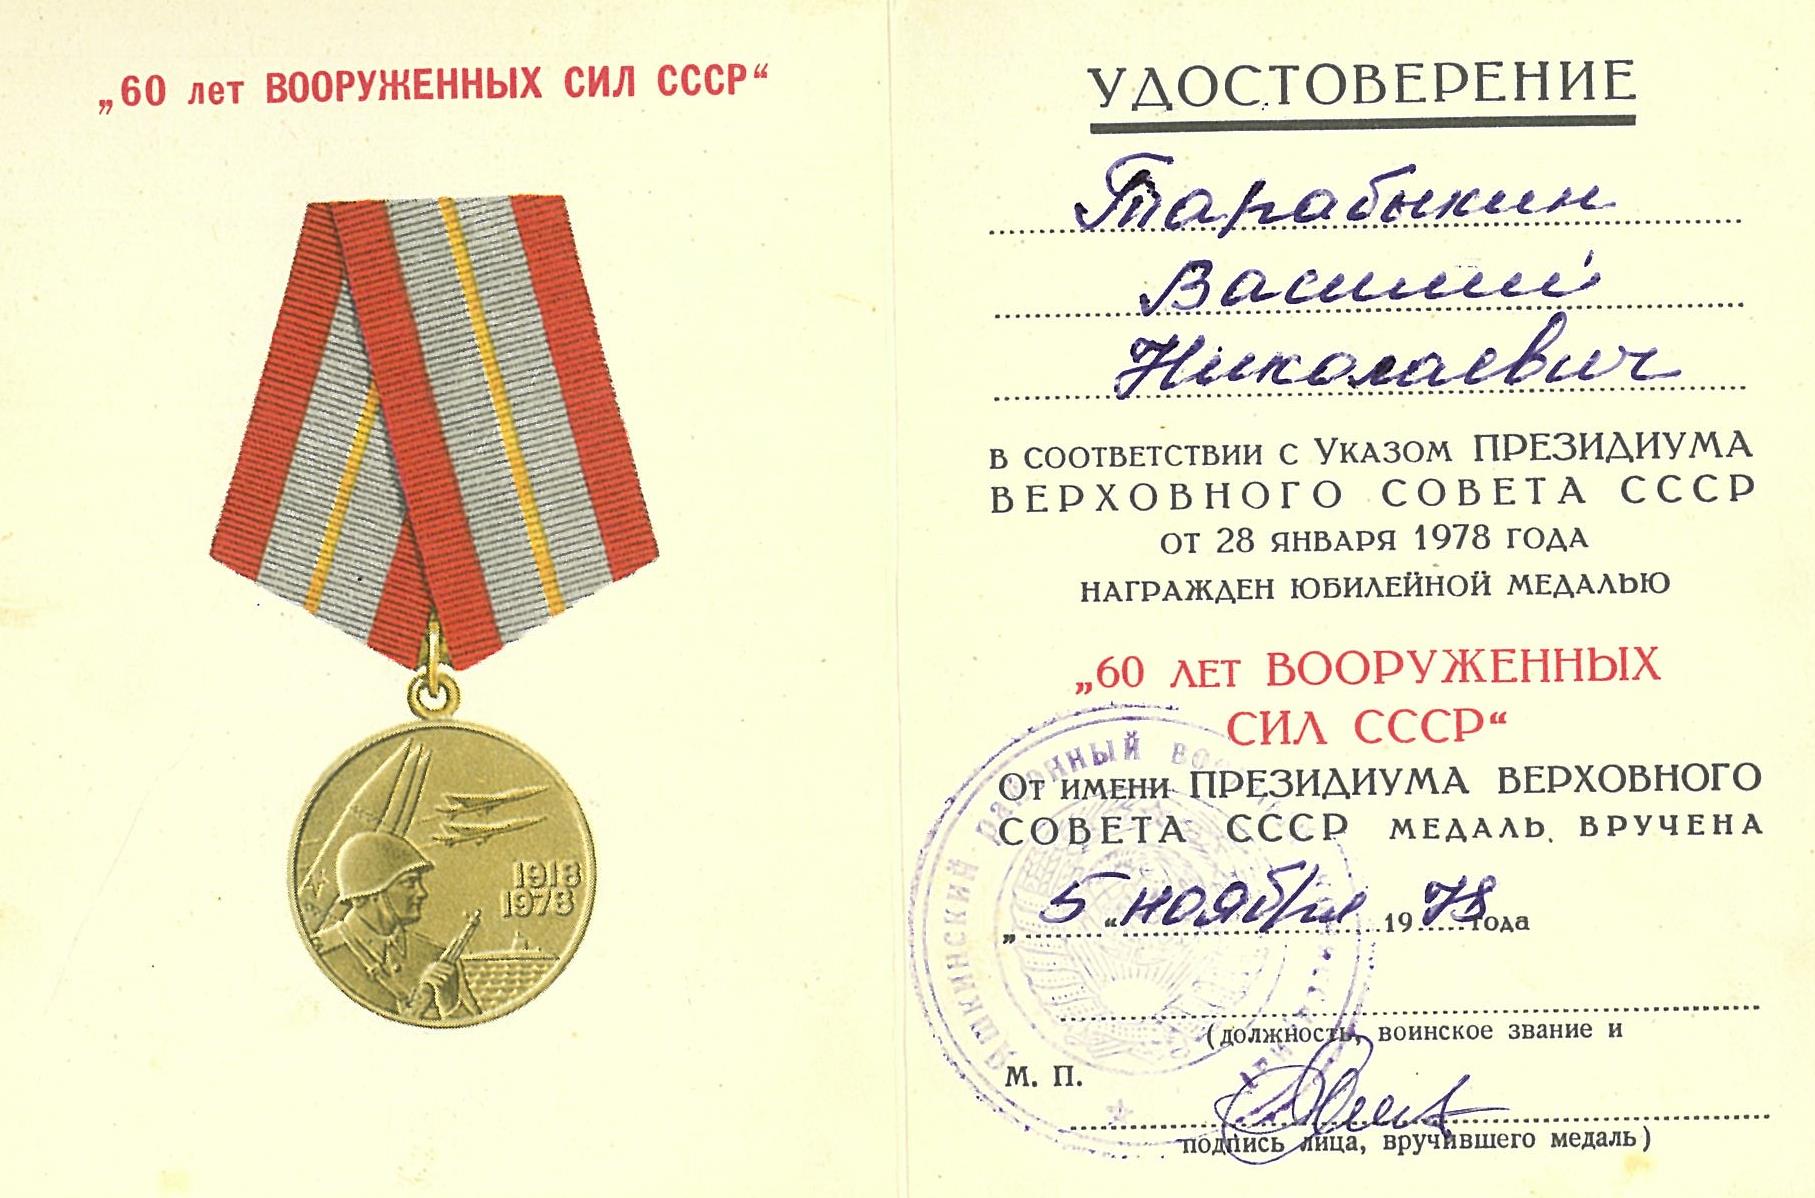 „60 лет ВООРУЖЕННЫХ СИЛ СССР“
1918
1978
УДОСТОВЕРЕНИЕ
Тарабыкин
Василий
Николаевич
В СООТВЕТСТВИИ С УКАЗОМ ПРЕЗИДИУМА
ВЕРХОВНОГО СОВЕТА СССР
ОТ 28 ЯНВАРЯ 1978 ГОДА
НАГРАЖДЕН ЮБИЛЕЙНОЙ МЕДАЛЬЮ
„60 ЛЕТ ВООРУЖЕННЫХ
СИЛ СССР“
ОТ ИМЕНИ ПРЕЗИДИУМА ВЕРХОВНОГО
СОВЕТА СССР МЕДАЛЬ ВРУЧЕНА
„5“ ноября 1978 года
(должность, воинское звание и
М. П.
подпись лица, вручившего медаль)
районный